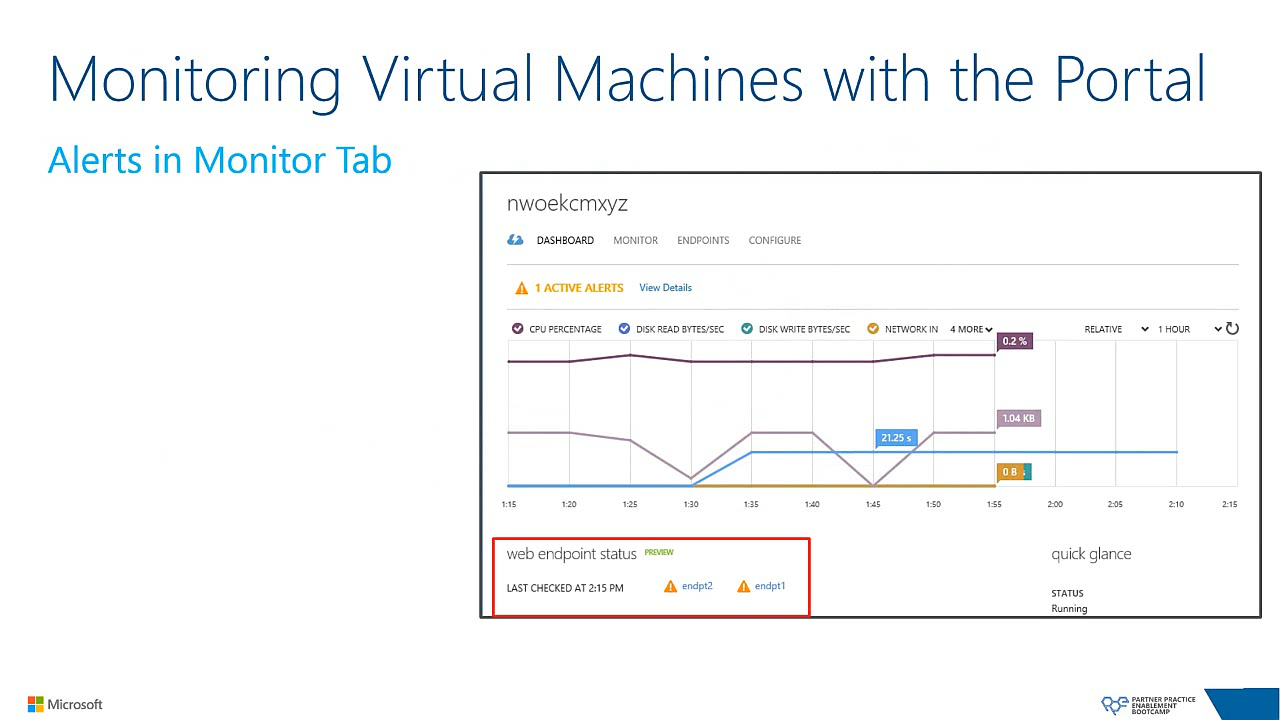 Monitoring Virtual Machines with the Portal
Alerts in Monitor Tab
nwoekcmxyz
DASHBOARD MONITOR ENDPOINTS CONFIGURE
1 ACTIVE ALERTS View Details
CPU PERCENTAGE DISK READ BYTES/SEC DISK WRITE BYTES/SEC NETWORK IN 4 MORE RELATIVE 1 HOUR
0.2 %
1.04 KB
21.25 s
0 B s
1:15 1:20 1:25 1:30 1:35 1:40 1:45 1:50 1:55 2:00 2:05 2:10 2:15
web endpoint status PREVIEW quick glance
LAST CHECKED AT 2:15 PM endpt2 endpt1
STATUS
Running
Microsoft
PARTNER PRACTICE
ENABLEMENT
BOOTCAMP